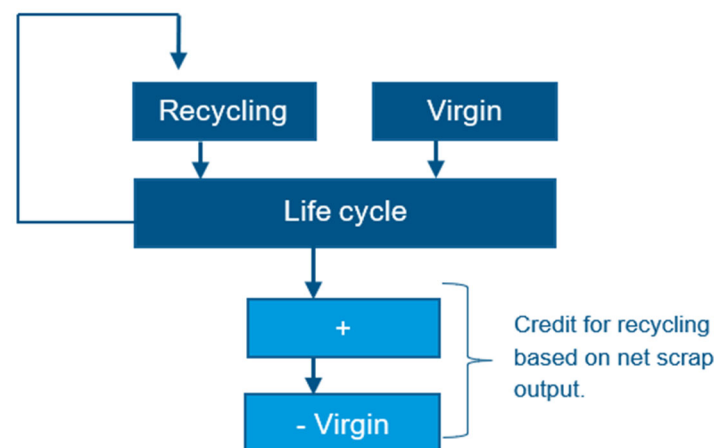 Recycling
Virgin
Life cycle
+
- Virgin
Credit for recycling
based on net scrap
output.